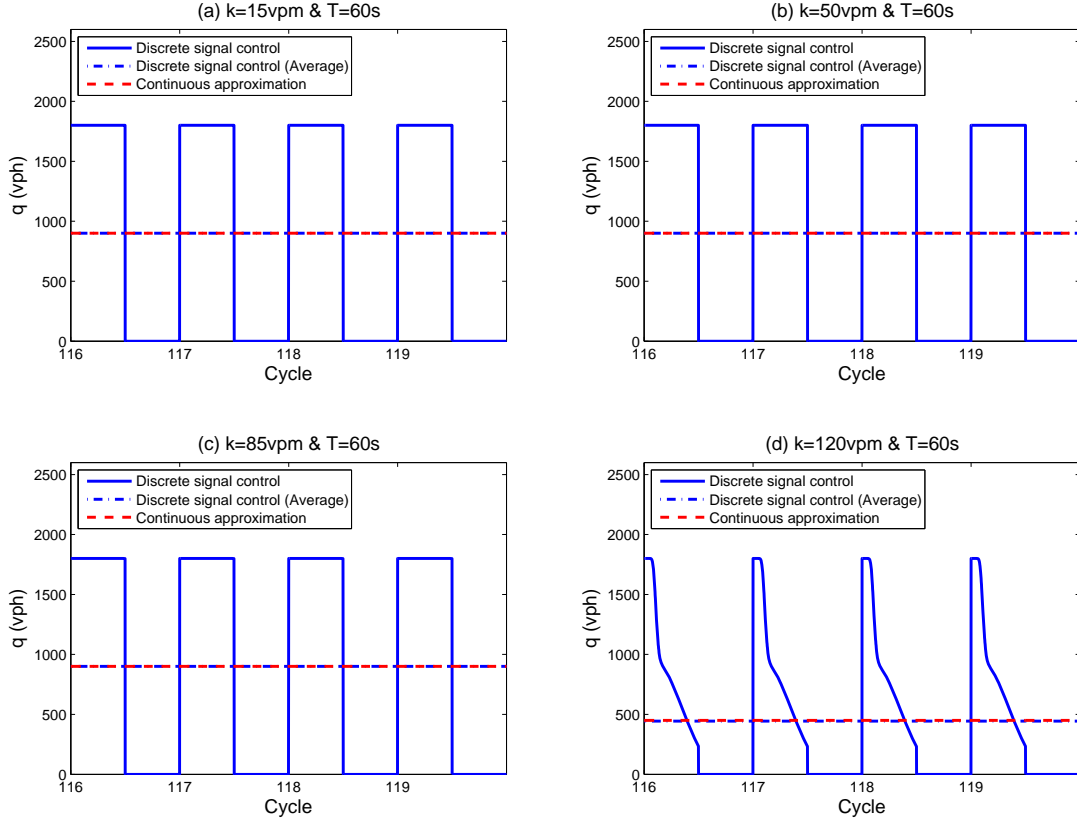 (a) k=15vpm & T=60s
2500
2000
1500
1000
500
0
q (vph)
Discrete signal control
Discrete signal control (Average)
Continuous approximation
116
117
118
119
Cycle
(b) k=50vpm & T=60s
2500
2000
1500
1000
500
0
q (vph)
Discrete signal control
Discrete signal control (Average)
Continuous approximation
116
117
118
119
Cycle
(c) k=85vpm & T=60s
2500
2000
1500
1000
500
0
q (vph)
Discrete signal control
Discrete signal control (Average)
Continuous approximation
116
117
118
119
Cycle
(d) k=120vpm & T=60s
2500
2000
1500
1000
500
0
q (vph)
Discrete signal control
Discrete signal control (Average)
Continuous approximation
116
117
118
119
Cycle